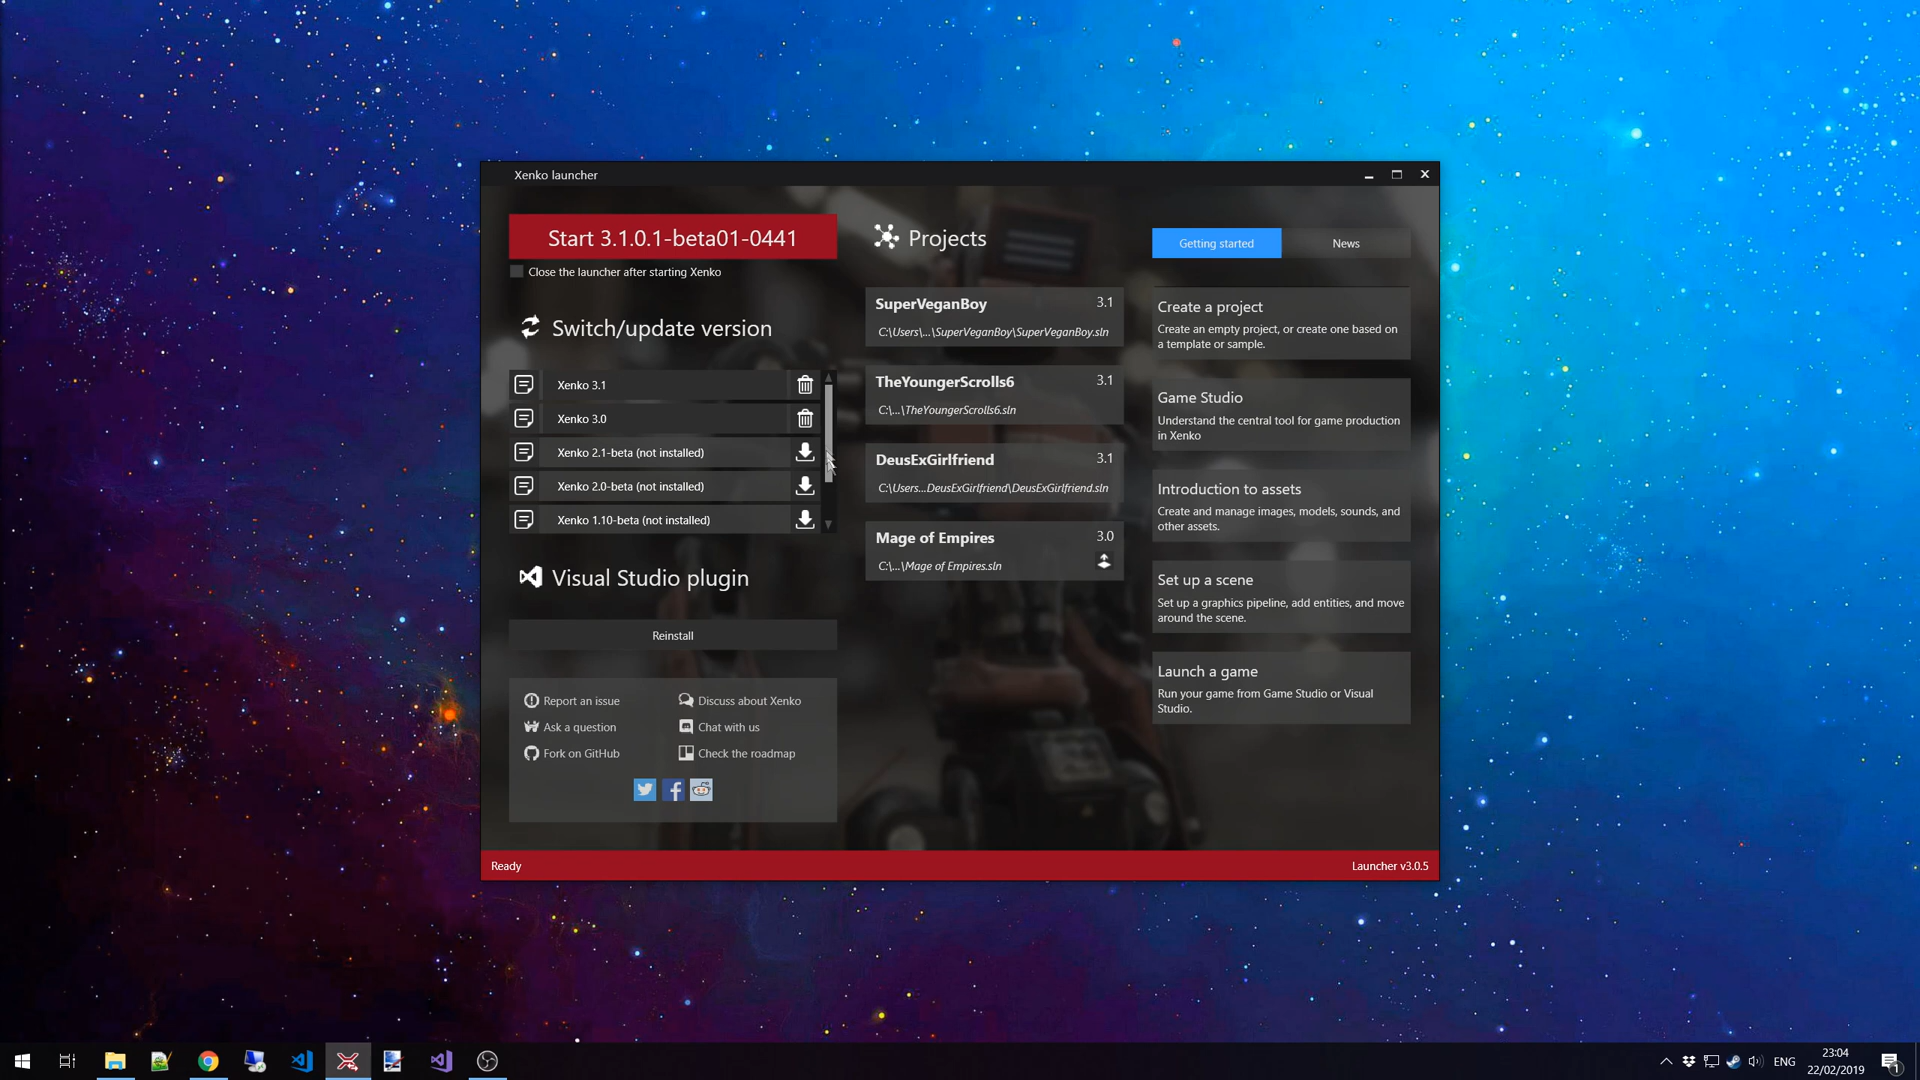 Xenko launcher
Start 3.1.0.1-beta01-0441
Close the launcher after starting Xenko
Switch/update version
Xenko 3.1
Xenko 3.0
Xenko 2.1-beta (not installed)
Xenko 2.0-beta (not installed)
Xenko 1.10-beta (not installed)
Visual Studio plugin
Reinstall
Report an issue
Discuss about Xenko
Ask a question
Chat with us
Fork on GitHub
Check the roadmap
Projects
SuperVeganBoy
3.1
C:\Users\...\SuperVeganBoy\SuperVeganBoy.sln
TheYoungerScrolls6
3.1
C:\...\TheYoungerScrolls6.sln
DeusExGirlfriend
3.1
C:\Users...DeusExGirlfriend\DeusExGirlfriend.sln
Mage of Empires
3.0
C:\...\Mage of Empires.sln
Getting started
News
Create a project
Create an empty project, or create one based on
a template or sample.
Game Studio
Understand the central tool for game production
in Xenko
Introduction to assets
Create and manage images, models, sounds, and
other assets.
Set up a scene
Set up a graphics pipeline, add entities, and move
around the scene.
Launch a game
Run your game from Game Studio or Visual
Studio.
Ready
Launcher v3.0.5
ENG
23:04
22/02/2019
1